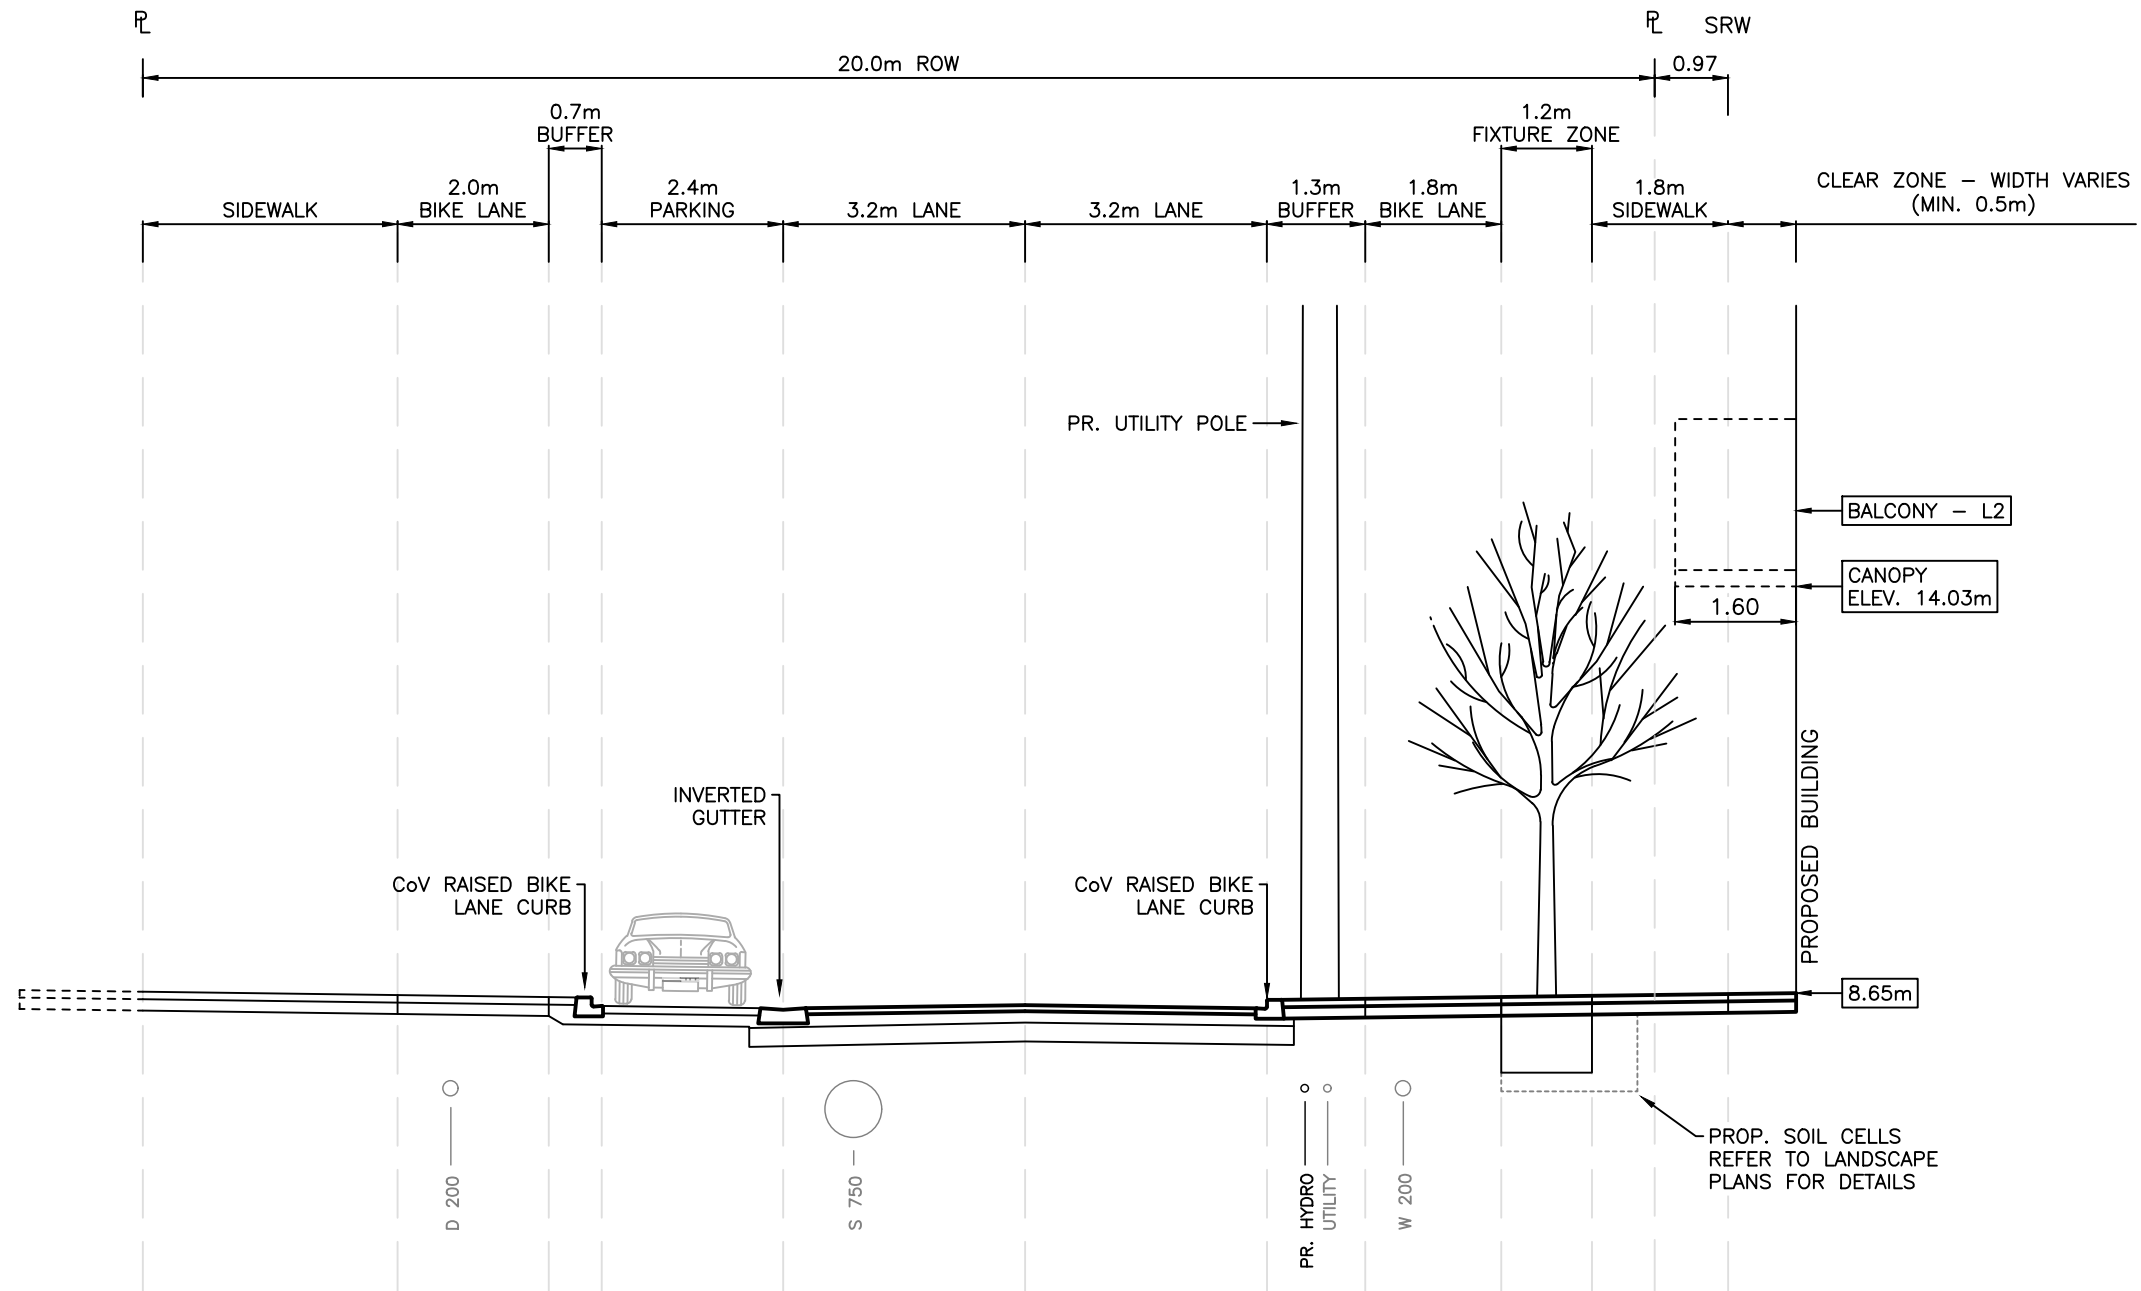 PL
PL
SRW
20.0m ROW
0.97
0.7m
BUFFER
1.2m
FIXTURE ZONE
SIDEWALK
2.0m
BIKE LANE
2.4m
PARKING
3.2m LANE
3.2m LANE
1.3m
BUFFER
1.8m
BIKE LANE
1.8m
SIDEWALK
CLEAR ZONE – WIDTH VARIES
(MIN. 0.5m)
PR. UTILITY POLE
BALCONY – L2
CANOPY
ELEV. 14.03m
1.60
PROPOSED BUILDING
INVERTED
GUTTER
CoV RAISED BIKE
LANE CURB
CoV RAISED BIKE
LANE CURB
8.65m
D 200
S 750
PR. HYDRO
UTILITY
W 200
PROP. SOIL CELLS
REFER TO LANDSCAPE
PLANS FOR DETAILS